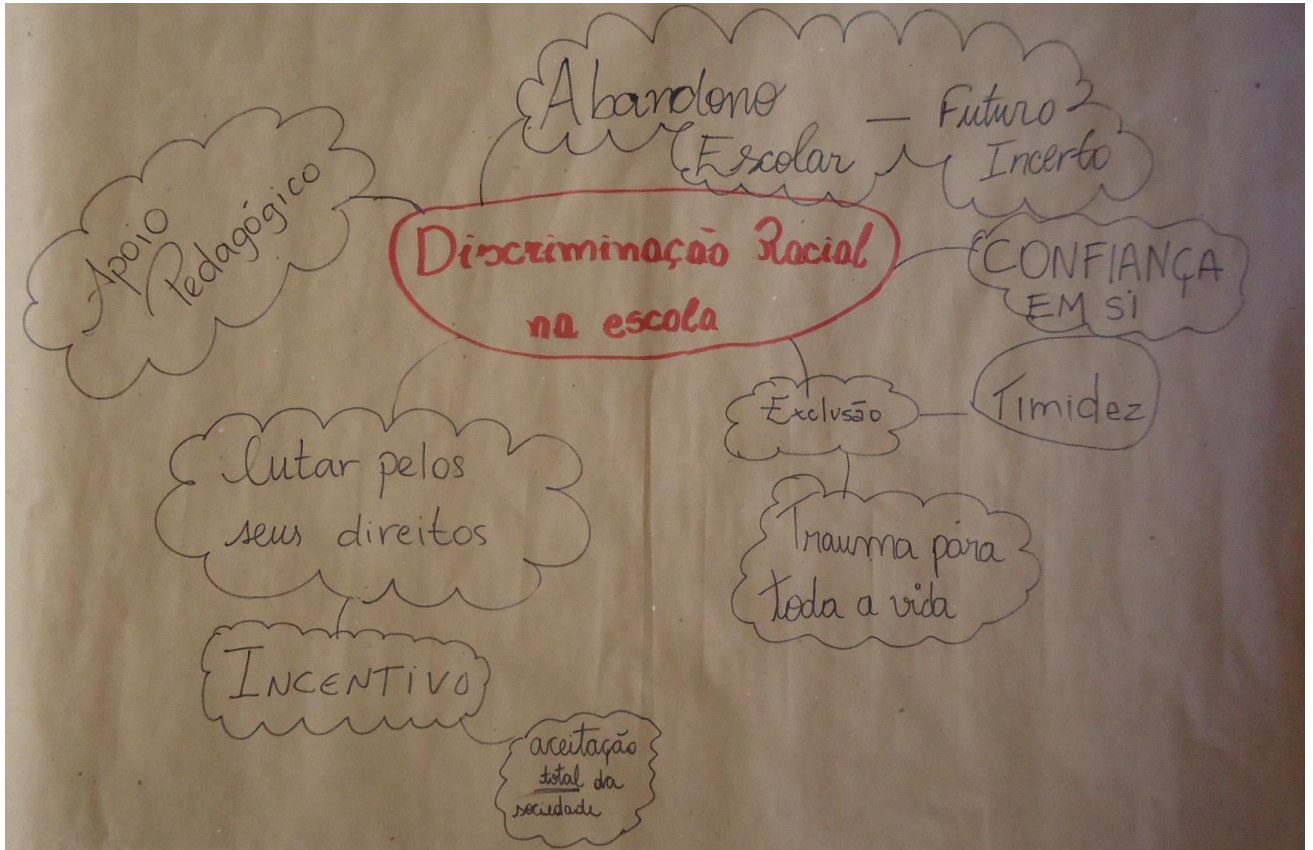 Abandono
Escolar — Futuro
Incerto
Apoio
Pedagógico
Discriminação Racial
na escola
CONFIANÇA
EM SI
Exclusão
Timidez
lutar pelos
seus direitos
Trauma pára
toda a vida
INCENTIVO
aceitação
total da
sociedade